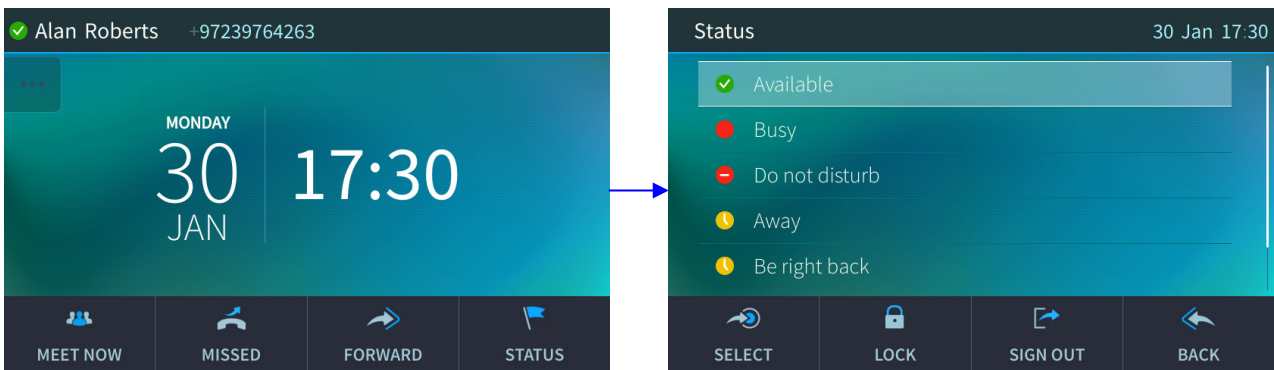 Alan Roberts +97239764263
MONDAY
30
JAN
17:30
MEET NOW MISSED FORWARD STATUS
Status 30 Jan 17:30
Available
Busy
Do not disturb
Away
Be right back
SELECT LOCK SIGN OUT BACK